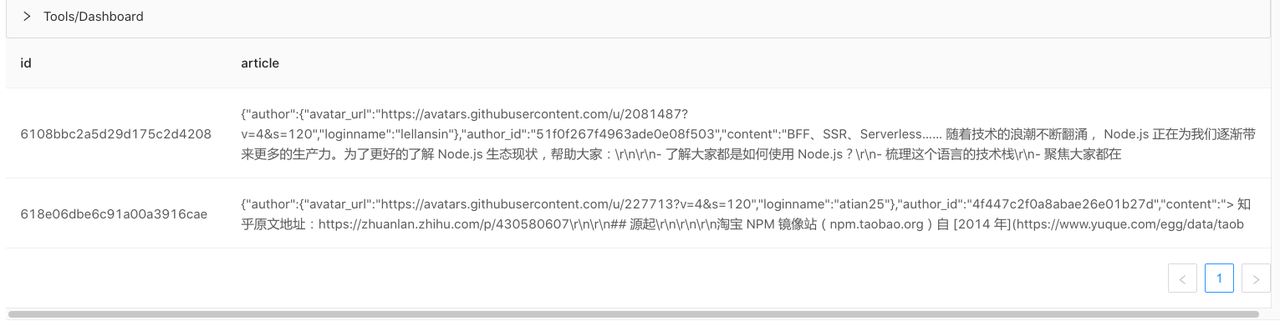 Tools/Dashboard
id article
{"author":{"avatar_url":"https://avatars.githubusercontent.com/u/2081487?
6108bbc2a5d29d175c2d4208 v=4&s=120","loginname":"lellansin"},"author_id":"51f0f267f4963ade0e08f503","content":"BFF、SSR、Serverless…… 随着技术的浪潮不断翻涌， Node.js 正在为我们逐渐带
来更多的生产力。为了更好的了解 Node.js 生态现状，帮助大家：\r\n\r\n- 了解大家都是如何使用 Node.js？\r\n- 梳理这个语言的技术栈\r\n- 聚焦大家都在
618e06dbe6c91a00a3916cae {"author":{"avatar_url":"https://avatars.githubusercontent.com/u/227713?v=4&s=120","loginname":"atian25"},"author_id":"4f447c2f0a8abae26e01b27d","content":"> 知
乎原文地址：https://zhuanlan.zhihu.com/p/430580607\r\n\r\n## 源起\r\n\r\n\r\n淘宝 NPM 镜像站（npm.taobao.org）自 [2014 年](https://www.yuque.com/egg/data/taob
1